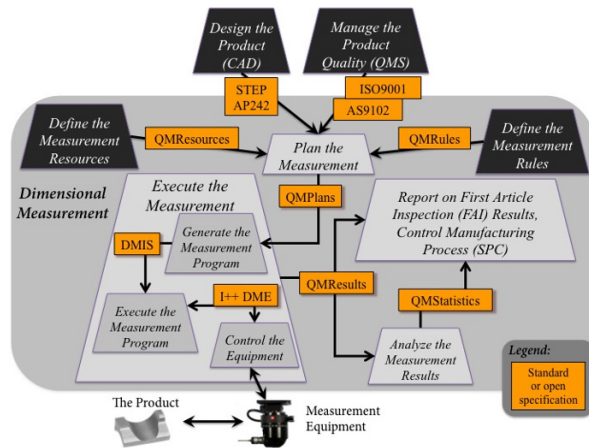 Design the
Product
(CAD)
Manage the
Product
Quality (QMS)
STEP
AP242
ISO9001
AS9102
Define the
Measurement
Resources
QMResources
Plan the
Measurement
QMRules
Define the
Measurement
Rules
Dimensional
Measurement
Execute the
Measurement
QMPlans
Report on First Article
Inspection (FAI) Results,
Control Manufacturing
Process (SPC)
DMIS
Generate the
Measurement
Program
QMResults
I++ DME
QMStatistics
Execute the
Measurement
Program
Control the
Equipment
Analyze the
Measurement
Results
Legend:
Standard
or open
specification
The Product
Measurement
Equipment